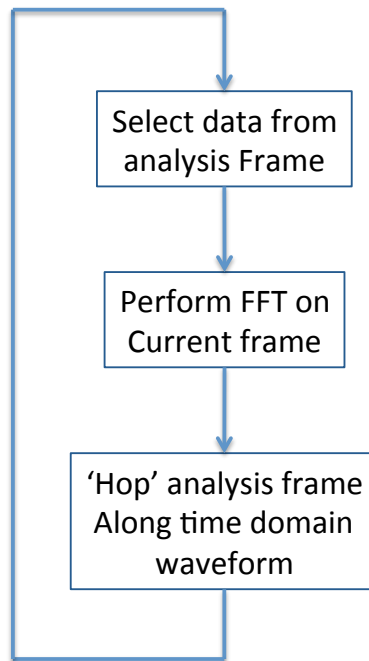 Select data from
analysis Frame
Perform FFT on
Current frame
‘Hop’ analysis frame
Along time domain
waveform